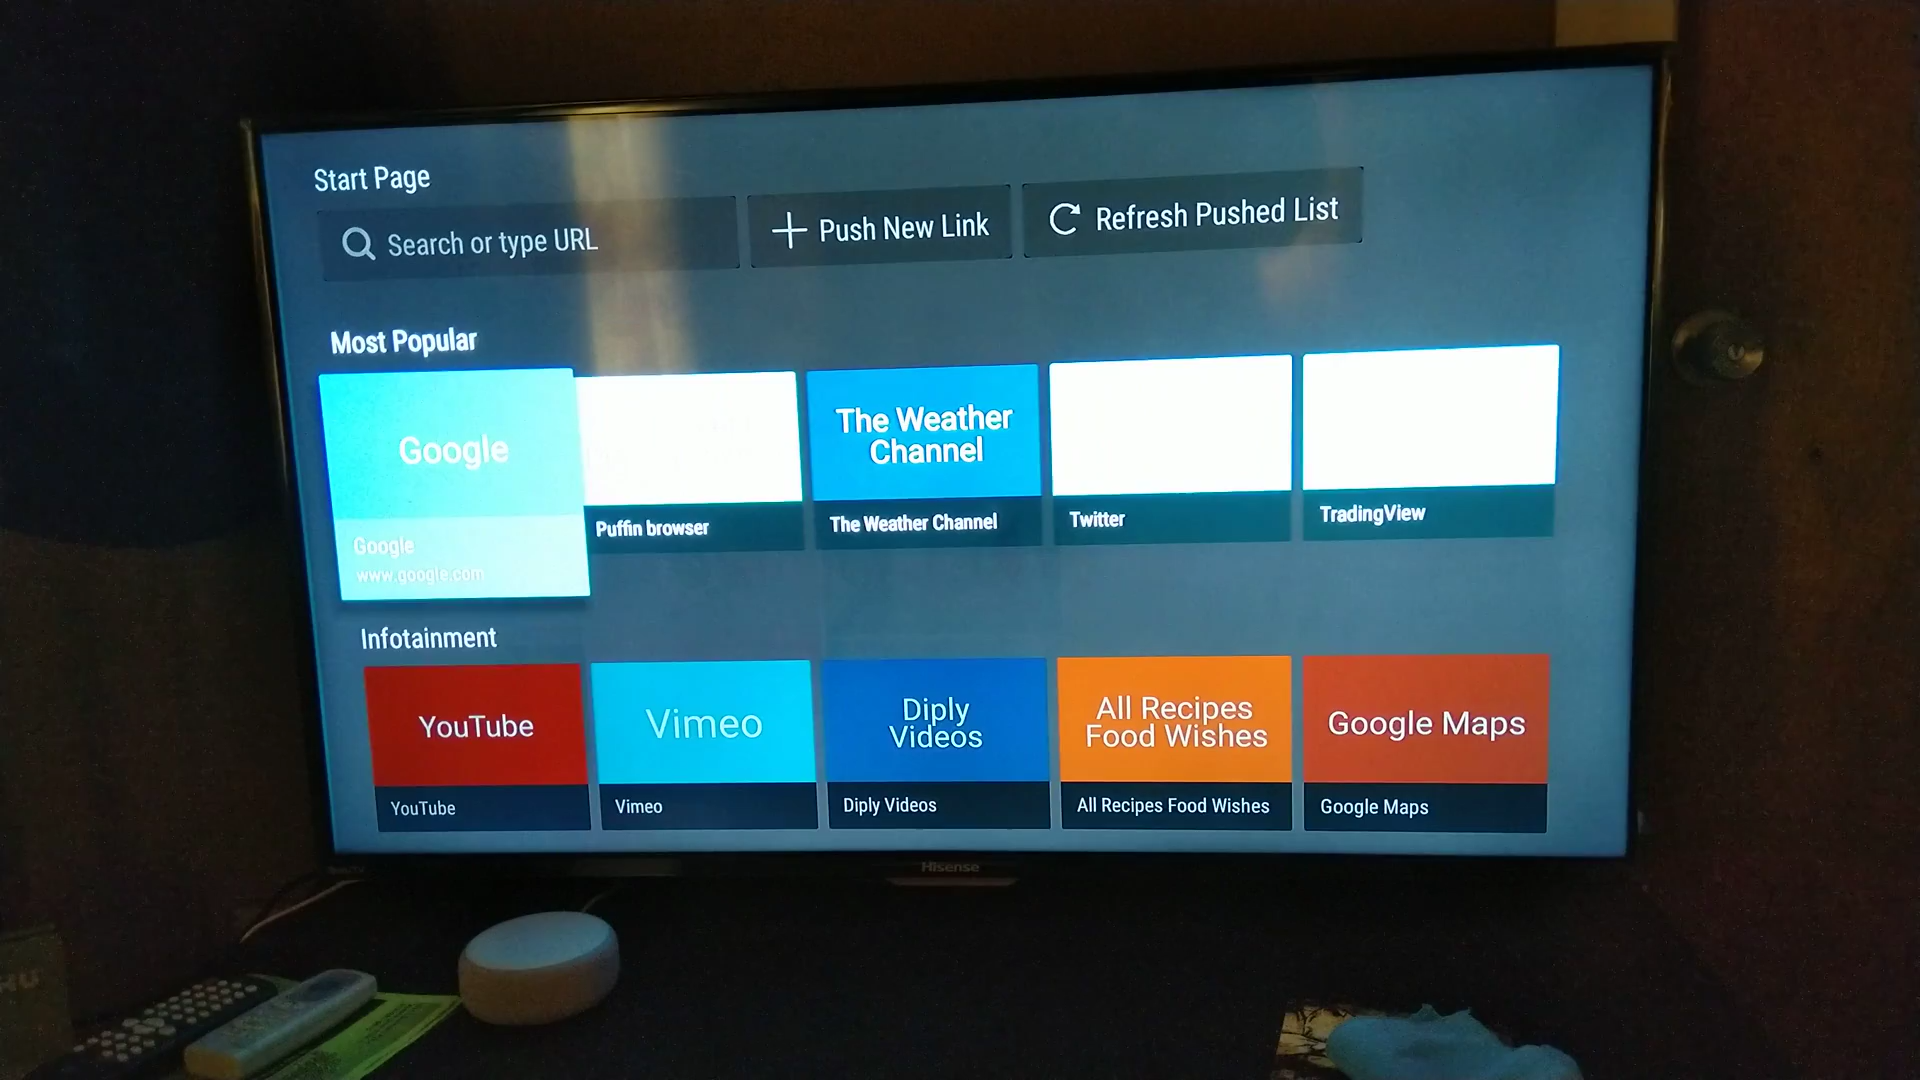 Start Page
Search or type URL
Push New Link
Refresh Pushed List
Most Popular
Google
The Weather
Channel
Google
www.google.com
Puffin browser
The Weather Channel
Twitter
TradingView
Infotainment
YouTube
Vimeo
Diply
Videos
All Recipes
Food Wishes
Google Maps
YouTube
Vimeo
Diply Videos
All Recipes Food Wishes
Google Maps
Hisense